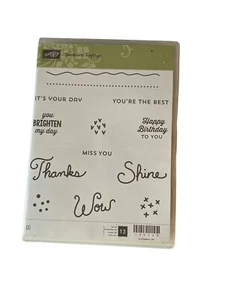 IT'S YOUR DAY
YOU'RE THE BEST
you
BRIGHTEN
my day
Happy
Birthday
TO YOU
MISS YOU
Thanks
Shine
Wow
13